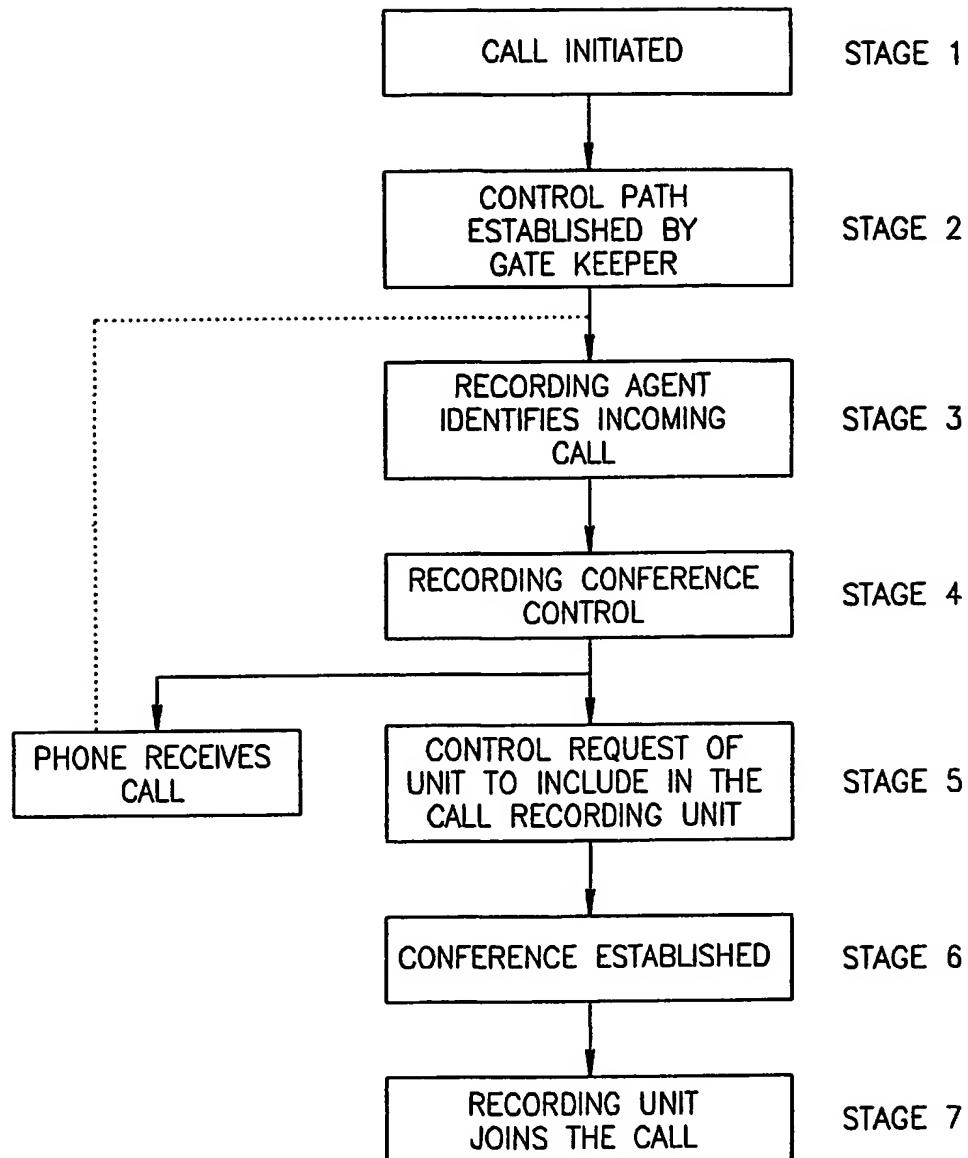 CALL INITIATED
STAGE 1
CONTROL PATH
ESTABLISHED BY
GATE KEEPER
STAGE 2
RECORDING AGENT
IDENTIFIES INCOMING
CALL
STAGE 3
RECORDING CONFERENCE
CONTROL
STAGE 4
PHONE RECEIVES
CALL
CONTROL REQUEST OF
UNIT TO INCLUDE IN THE
CALL RECORDING UNIT
STAGE 5
CONFERENCE ESTABLISHED
STAGE 6
RECORDING UNIT
JOINS THE CALL
STAGE 7